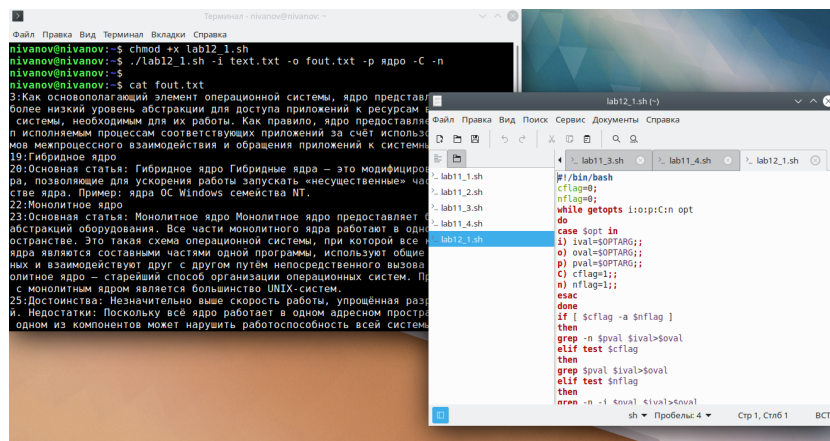 Терминал - nivanov@nivanov: ~
Файл Правка Вид Терминал Вкладки Справка
nivanov@nivanov:~$ chmod +x lab12_1.sh
nivanov@nivanov:~$ ./lab12_1.sh -i text.txt -o fout.txt -p ядро -C -n
nivanov@nivanov:~$
nivanov@nivanov:~$ cat fout.txt
3:Как основополагающий элемент операционной системы, ядро представл
более низкий уровень абстракции для доступа приложений к ресурсам
системы, необходимым для их работы. Как правило, ядро предоставляе
п исполняемым процессам соответствующих приложений за счёт использо
мов межпроцессного взаимодействия и обращения приложений к системны
19:Гибридное ядро
20:Основная статья: Гибридное ядро Гибридные ядра — это модифициров
ра, позволяющие для ускорения работы запускать «несущественные» час
стве ядра. Пример: ядра ОС Windows семейства NT.
22:Монолитное ядро
23:Основная статья: Монолитное ядро Монолитное ядро предоставляет б
абстракций оборудования. Все части монолитного ядра работают в одно
остранстве. Это такая схема операционной системы, при которой все
ядра являются составными частями одной программы, используют общие
ных и взаимодействуют друг с другом путём непосредственного вызова
олитное ядро — старейший способ организации операционных систем. Пр
с монолитным ядром является большинство UNIX-систем.
25:Достоинства: Незначительно выше скорость работы, упрощённая разр
й. Недостатки: Поскольку всё ядро работает в одном адресном простра
одном из компонентов может нарушить работоспособность всей системы
lab12_1.sh (~)
Файл Правка Вид Поиск Сервис Документы Справка
lab11_3.sh lab11_4.sh lab12_1.sh
lab11_1.sh
lab11_2.sh
lab11_3.sh
lab11_4.sh
lab12_1.sh
#!/bin/bash
cflag=0;
nflag=0;
while getopts i:o:p:C:n opt
do
case $opt in
i) ival=$OPTARG;;
o) oval=$OPTARG;;
p) pval=$OPTARG;;
C) cflag=1;;
n) nflag=1;;
esac
done
if [ $cflag -a $nflag ]
then
grep -n $pval $ival>$oval
elif test $cflag
then
grep $pval $ival>$oval
elif test $nflag
then
grep -n -i $pval $ival>$oval
sh Пробелы: 4 Стр 1, Стлб 1 ВСТ